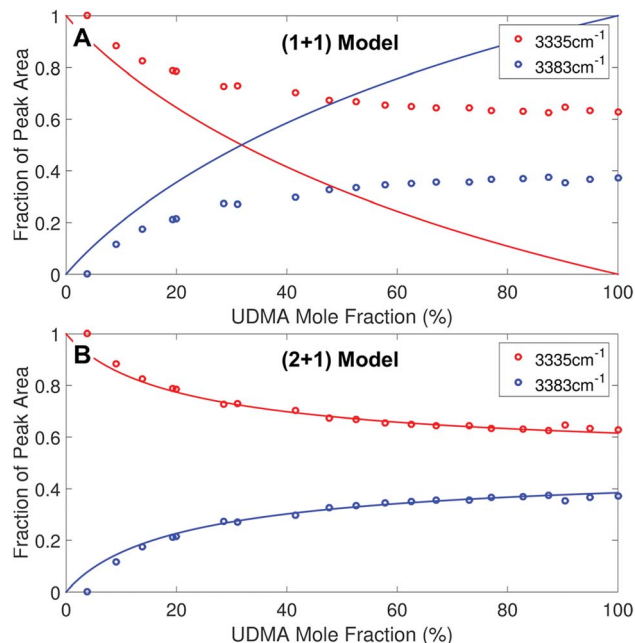 A
(1+1) Model
3335cm-1
3383cm-1
Fraction of Peak Area
1
0.8
0.6
0.4
0.2
0
0 20 40 60 80 100
UDMA Mole Fraction (%)
B
(2+1) Model
3335cm-1
3383cm-1
Fraction of Peak Area
1
0.8
0.6
0.4
0.2
0
0 20 40 60 80 100
UDMA Mole Fraction (%)